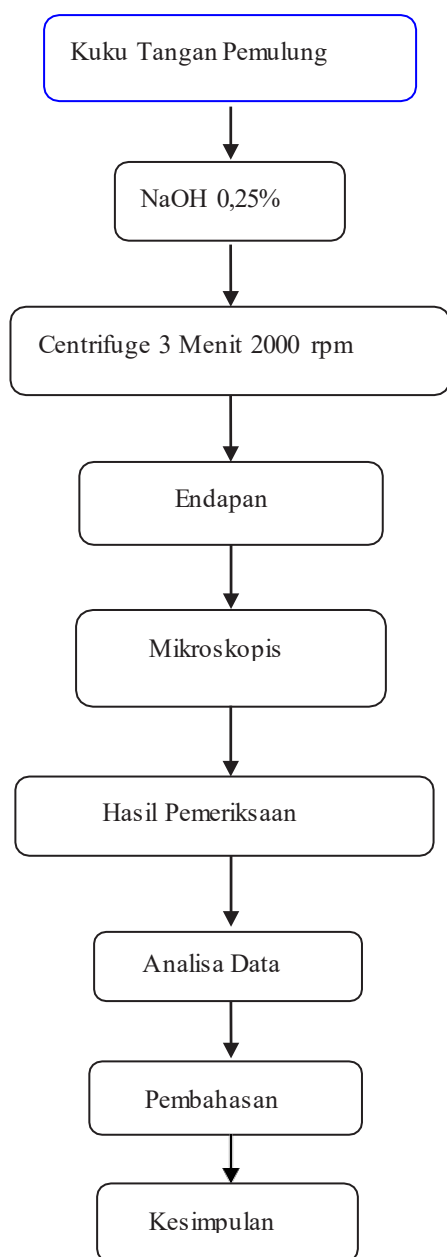 Kuku Tangan Pemulung
NaOH 0,25%
Centrifuge 3 Menit 2000 rpm
Endapan
Mikroskopis
Hasil Pemeriksaan
Analisa Data
Pembahasan
Kesimpulan